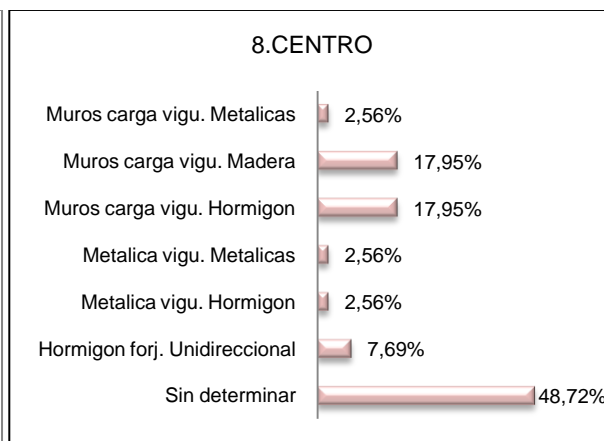 8.CENTRO
Muros carga vigu. Metalicas 2,56%
Muros carga vigu. Madera 17,95%
Muros carga vigu. Hormigon 17,95%
Metalica vigu. Metalicas 2,56%
Metalica vigu. Hormigon 2,56%
Hormigon forj. Unidireccional 7,69%
Sin determinar 48,72%